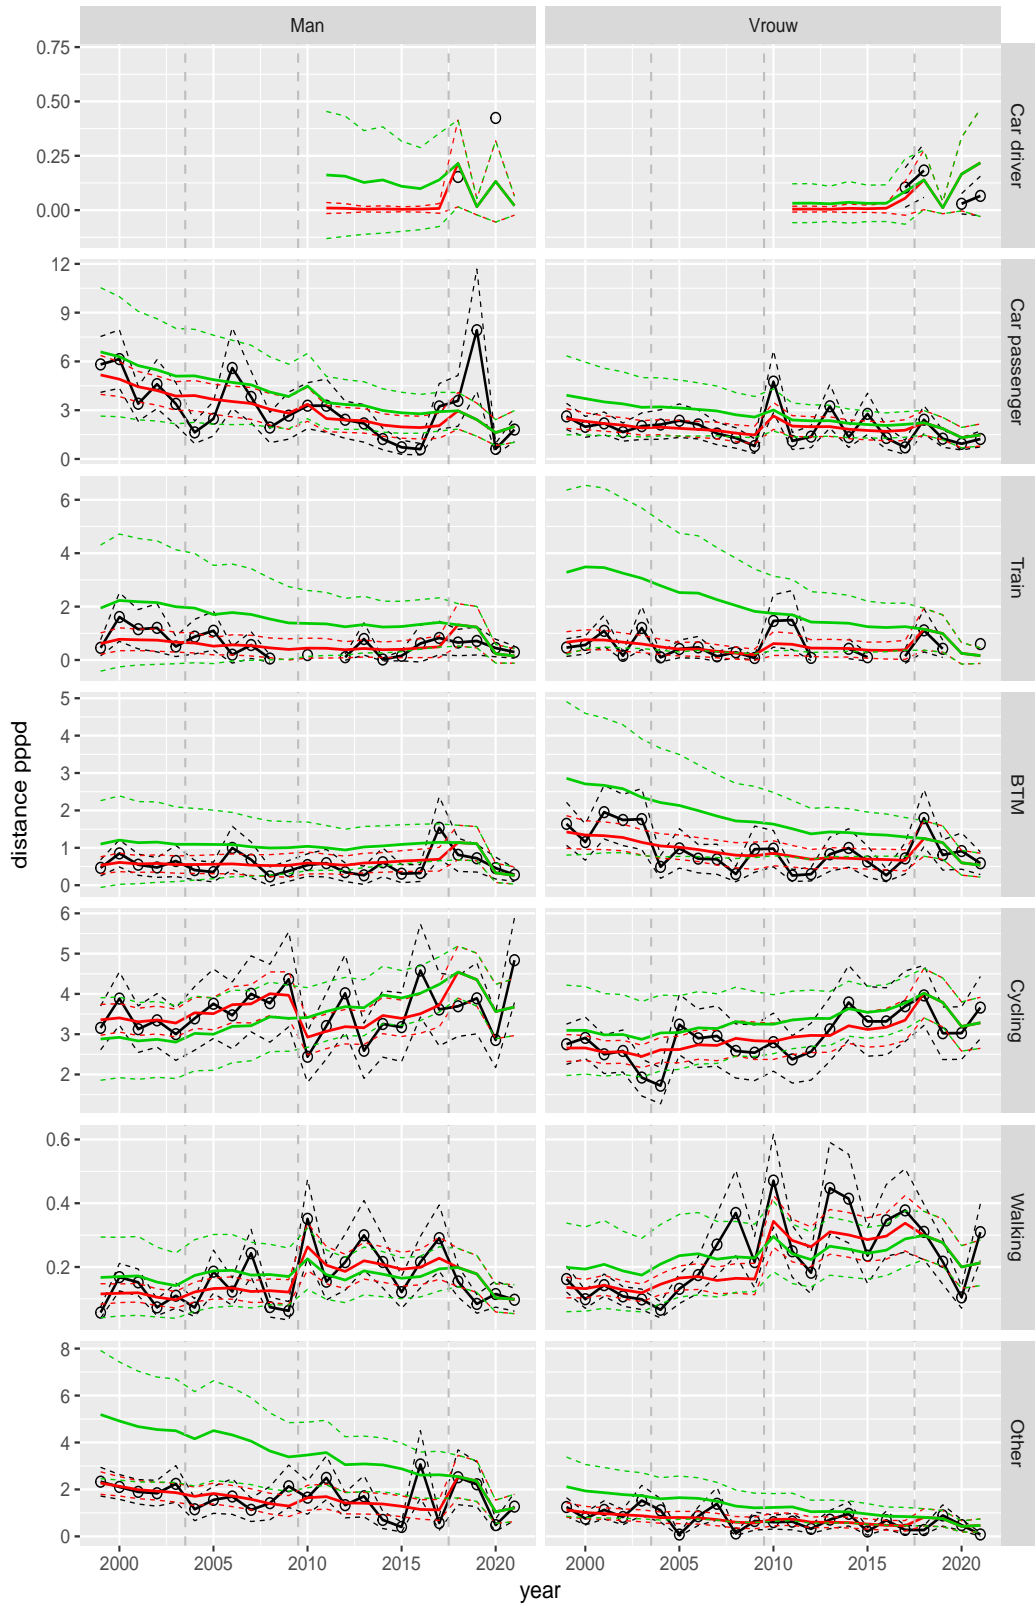 Man Vrouw
0.75
0.50
0.25
0.00
Car driver
12
9
6
3
0
Car passenger
6
4
2
0
Train
5
4
3
2
1
0
BTM
distance pppd
6
5
4
3
2
Cycling
0.6
0.4
0.2
Walking
8
6
4
2
0
Other
2000 2005 2010 2015 2020 2000 2005 2010 2015 2020
year